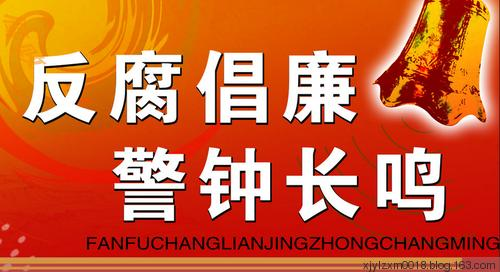 反腐倡廉
警钟长鸣
FANFUCHANGLIANJINGZHONGCHANGMING
xjylzxm0018.blog.163.com